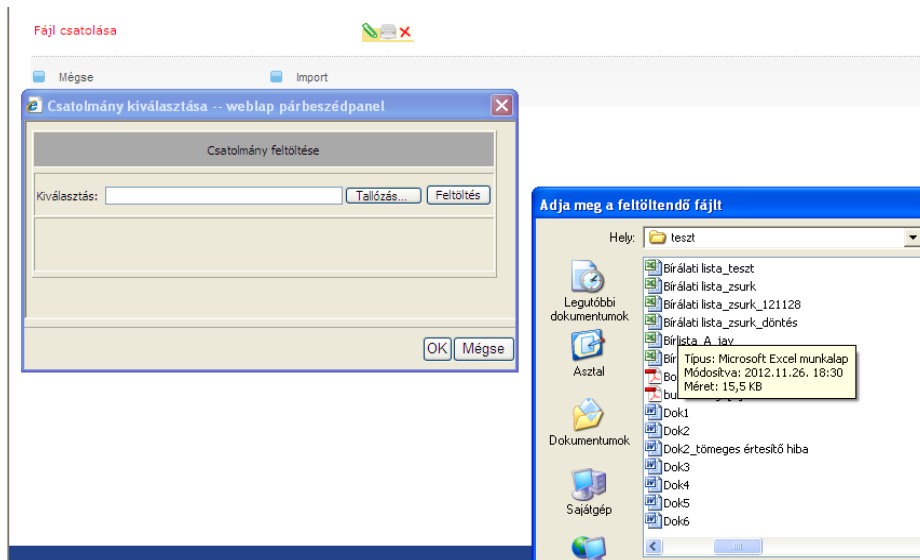 Fájl csatolása
Mégse
Import
Csatolmány kiválasztása -- weblap párbeszédpanel
Csatolmány feltöltése
Kiválasztás:
Tallózás...
Feltöltés
OK
Mégse
Adja meg a feltöltendő fájlt
Hely:
teszt
Legutóbbi
dokumentumok
Asztal
Dokumentumok
Sajátgép
Bírálati lista_teszt
Bírálati lista_zsurk
Bírálati lista_zsurk_121128
Bírálati lista_zsurk_döntés
Bírlista_A_jav
Bír
Típus: Microsoft Excel munkalap
Módosítva: 2012.11.26. 18:30
Méret: 15,5 KB
Bo
bu
Dok1
Dok2
Dok2_tömeges értesítő hiba
Dok3
Dok4
Dok5
Dok6